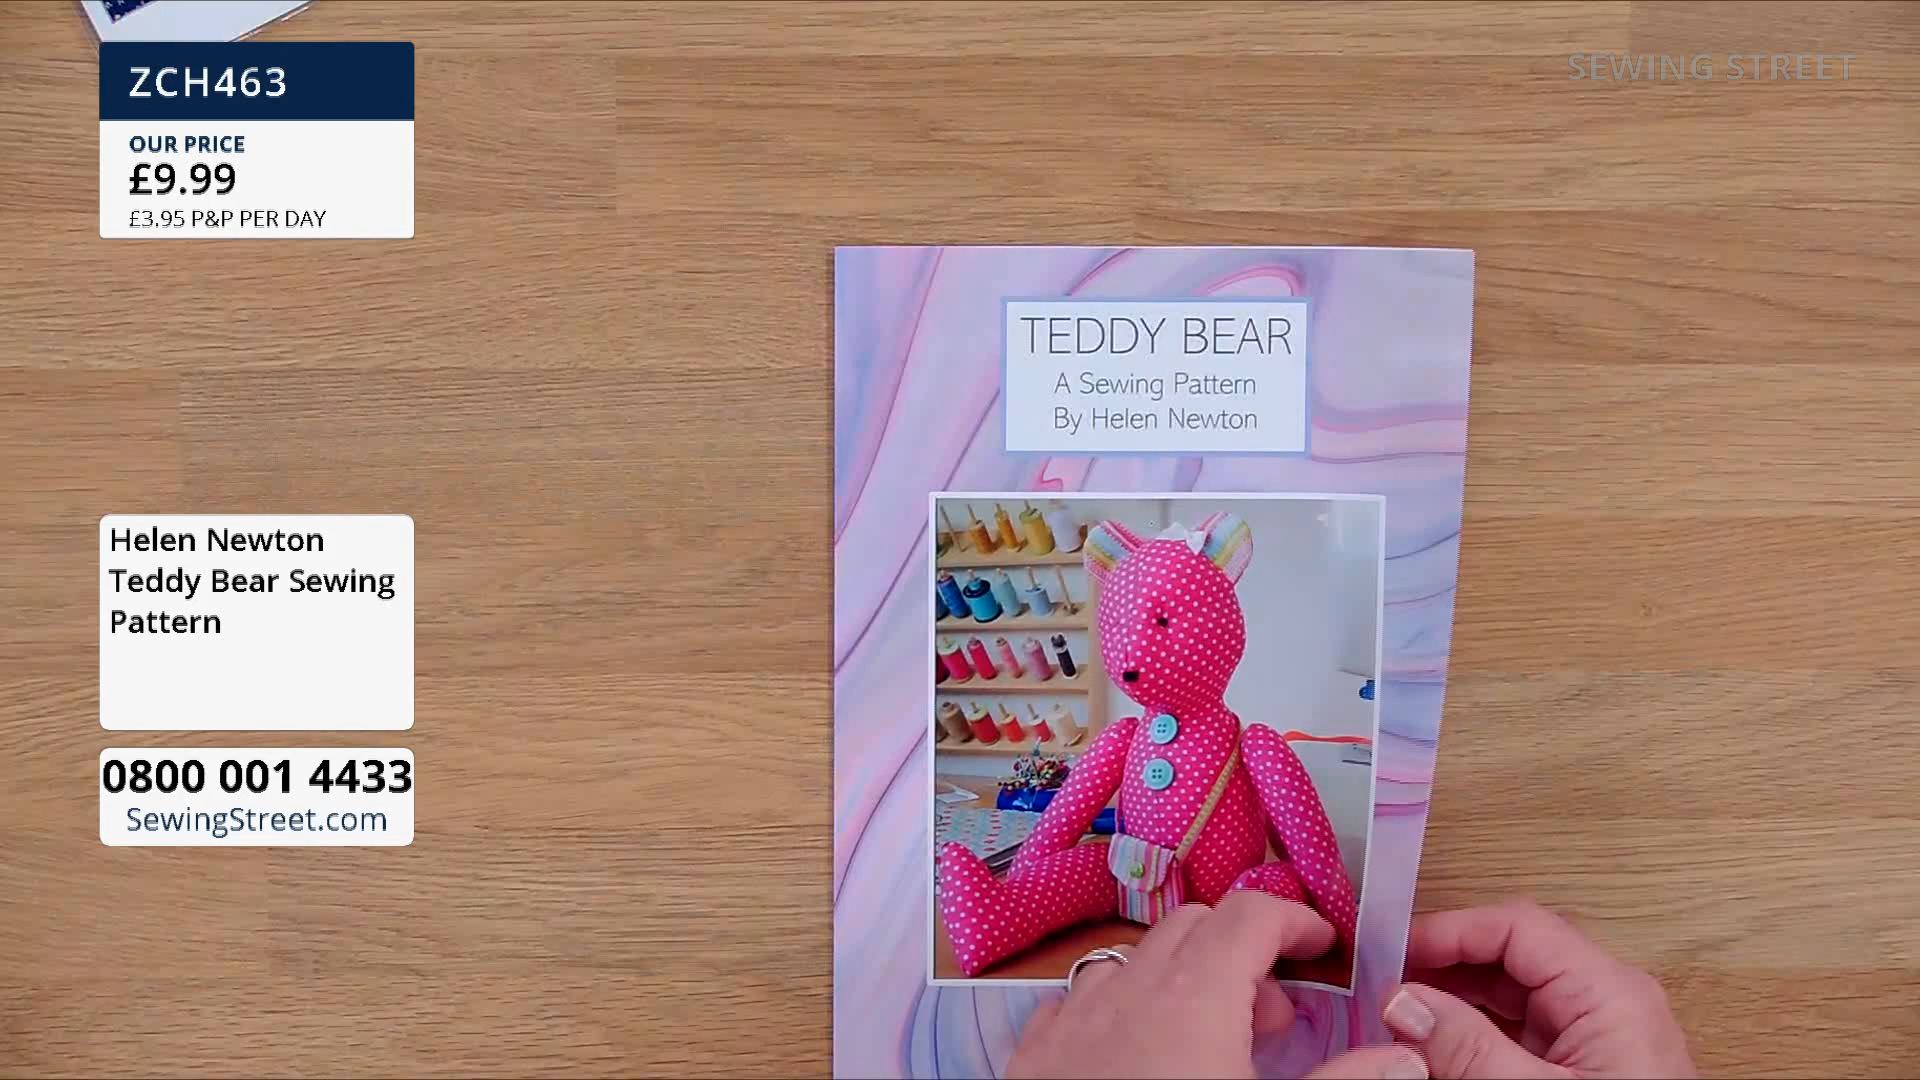 ZCH463
OUR PRICE
£9.99
£3.95 P&P PER DAY
SEWING STREET
TEDDY BEAR
A Sewing Pattern
By Helen Newton
Helen Newton
Teddy Bear Sewing
Pattern
0800 001 4433
SewingStreet.com